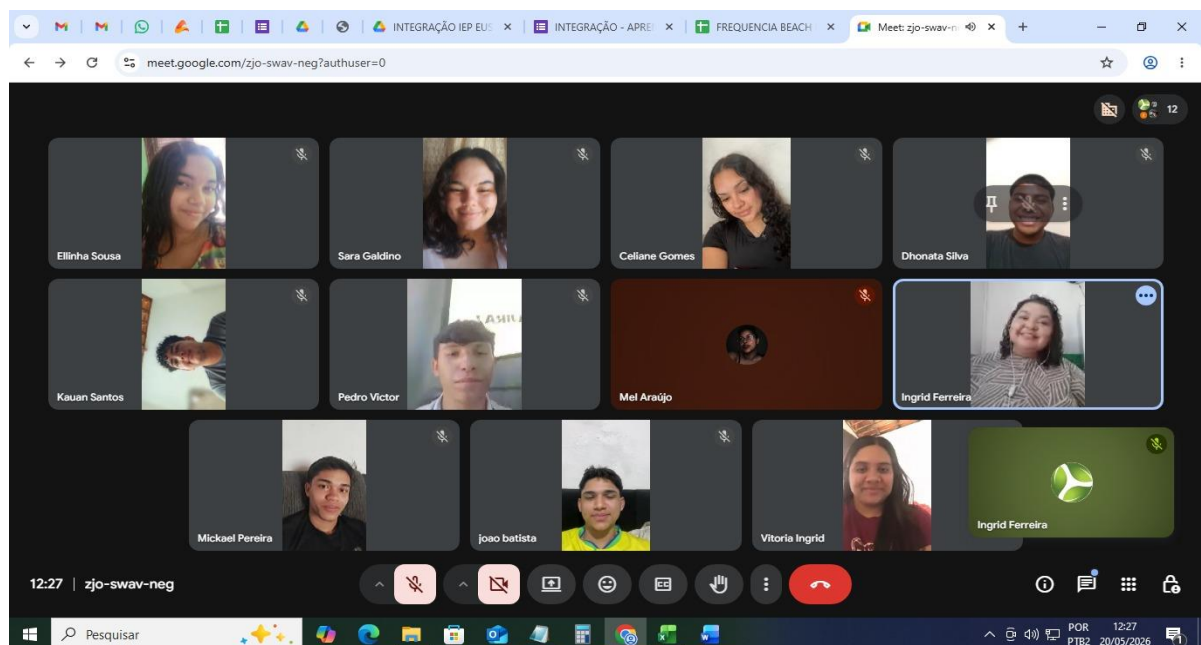 INTEGRAÇÃO IEP EUS
INTEGRAÇÃO - APRE
FREQUENCIA BEACH
Meet: zjo-swav-n
meet.google.com/zjo-swav-neg?authuser=0
12
Ellinha Sousa
Sara Galdino
Celiane Gomes
Dhonata Silva
Kauan Santos
Pedro Victor
Mel Araújo
Ingrid Ferreira
Mickael Pereira
joao batista
Vitoria Ingrid
Ingrid Ferreira
12:27 | zjo-swav-neg
Pesquisar
POR
PTB2
12:27
20/05/2026